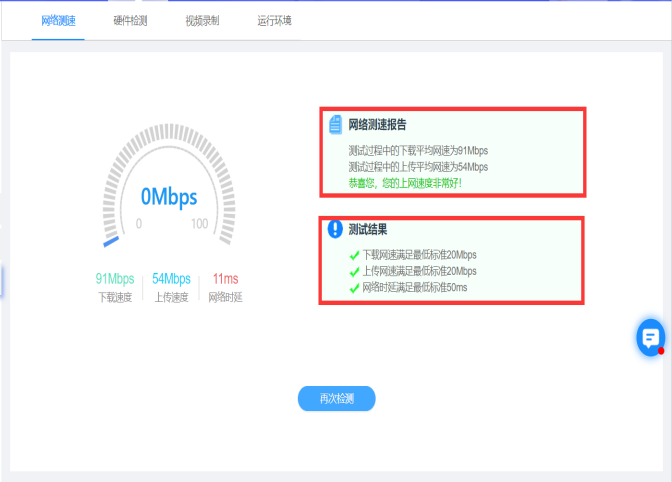 网络测速
硬件检测
视频录制
运行环境
0Mbps
0
100
91Mbps
54Mbps
11ms
下载速度
上传速度
网络时延
网络测速报告
测试过程中的下载平均网速为91Mbps
测试过程中的上传平均网速为54Mbps
恭喜您，您的上网速度非常好！
测试结果
下载网速满足最低标准20Mbps
上传网速满足最低标准20Mbps
网络时延满足最低标准50ms
再次检测